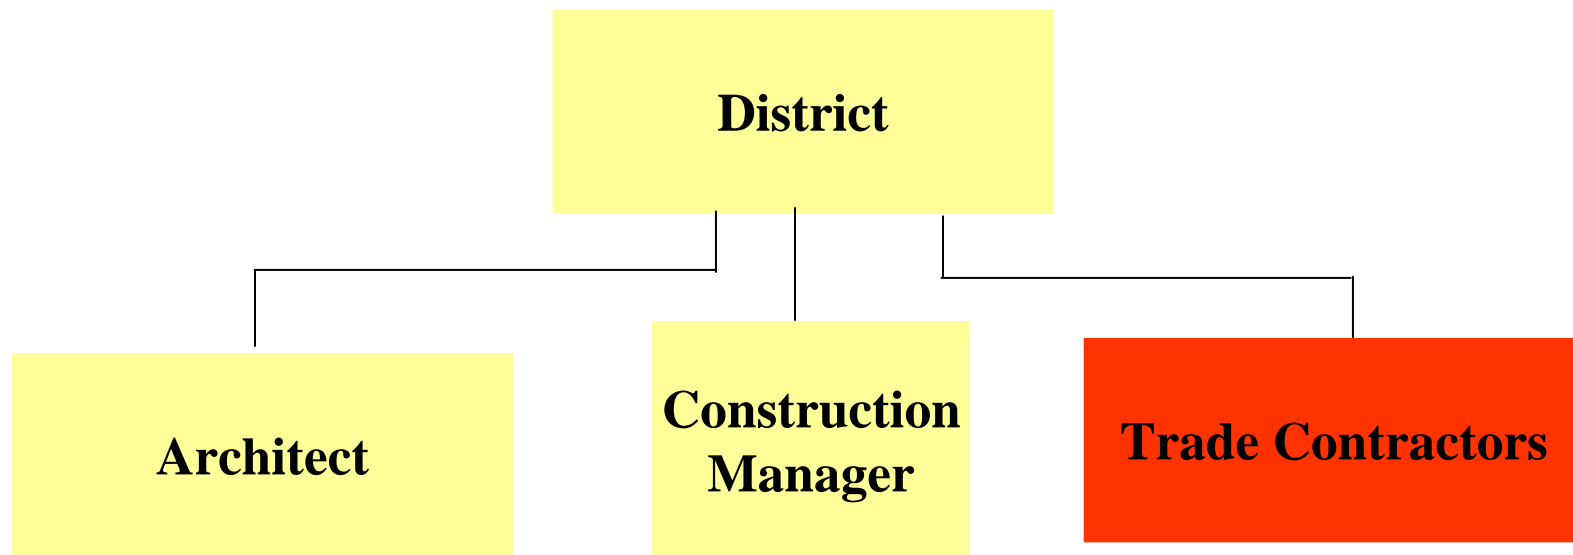 District
Architect
Construction
Manager
Trade Contractors